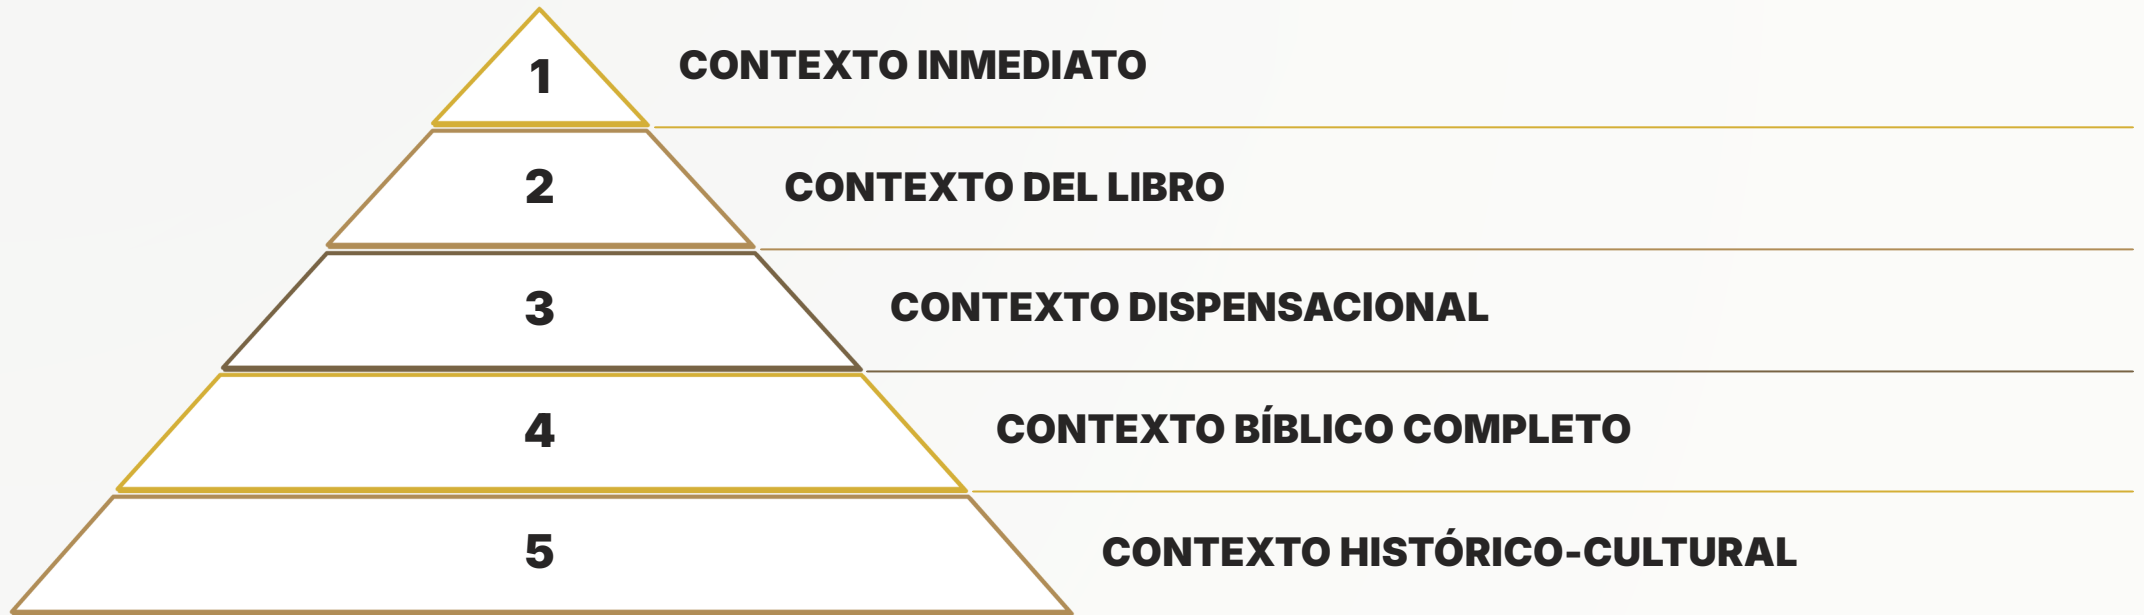 1
CONTEXTO INMEDIATO
2
CONTEXTO DEL LIBRO
3
CONTEXTO DISPENSACIONAL
4
CONTEXTO BÍBLICO COMPLETO
5
CONTEXTO HISTÓRICO-CULTURAL